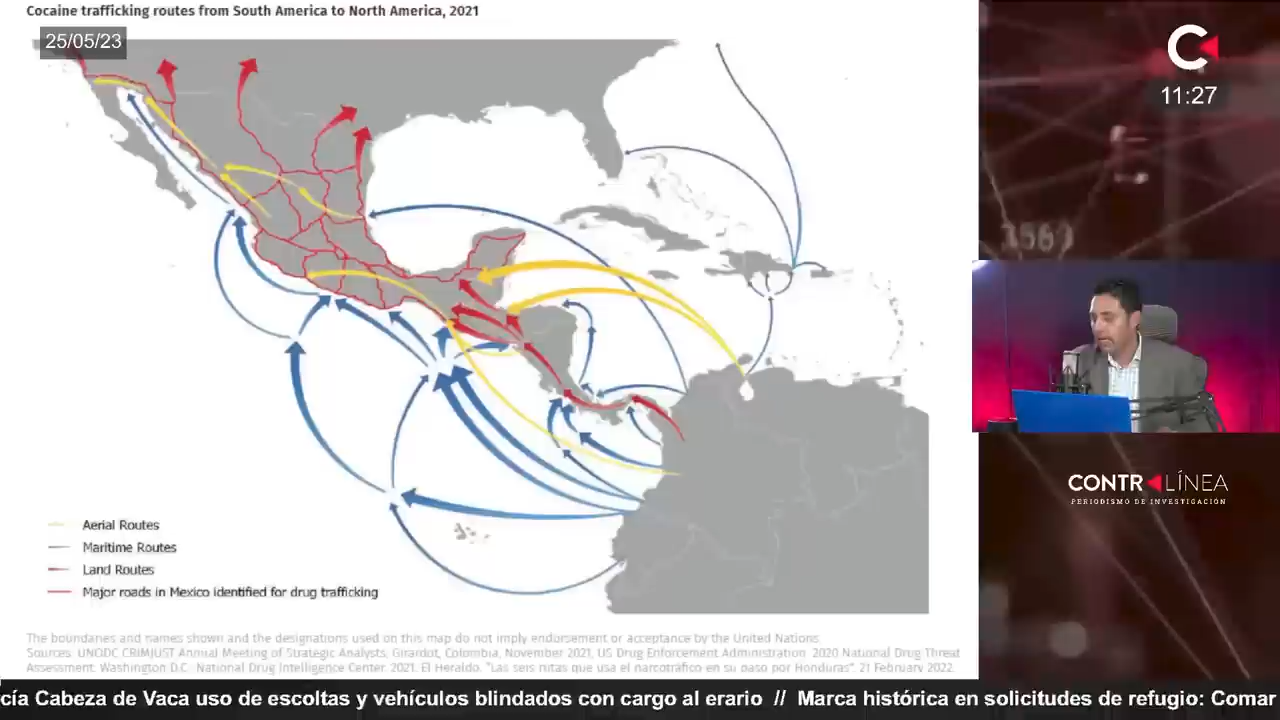 Cocaine trafficking routes from South America to North America, 2021
25/05/23
11:27
Aerial Routes
Maritime Routes
Land Routes
Major roads in Mexico identified for drug trafficking
The boundaries and names shown and the designations used on this map do not imply endorsement or acceptance by the United Nations
Sources: UNODC CRIMJUST Annual Meeting of Strategic Analysts, Girardot, Colombia, November 2021, US Drug Enforcement Administration. 2020 National Drug Threat
Assessment: Washington D.C. National Drug Intelligence Center. 2021. El Heraldo. "Las seis rutas que usa el narcotráfico en su paso por Honduras" 21 February 2022.
CONTR LÍNEA
PERIODISMO DE INVESTIGACIÓN
cía Cabeza de Vaca uso de escoltas y vehículos blindados con cargo al erario // Marca histórica en solicitudes de refugio: Comar